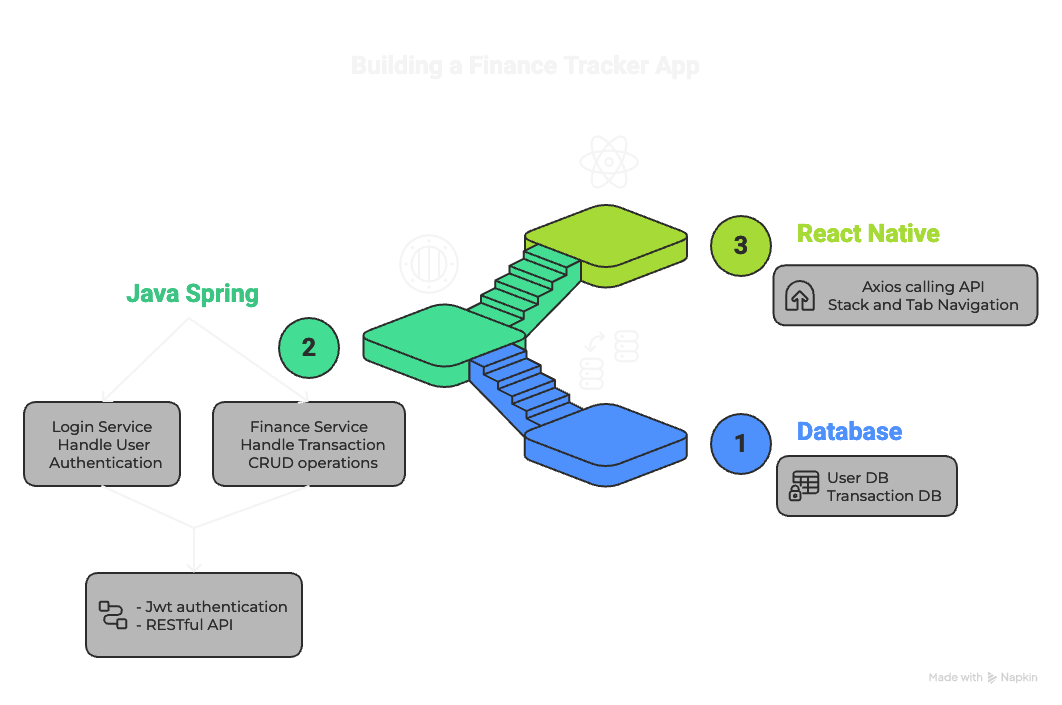 Building a Finance Tracker App
3
React Native
Axios calling API
Stack and Tab Navigation
Java Spring
2
Login Service
Handle User
Authentication
Finance Service
Handle Transaction
CRUD operations
1
Database
User DB
Transaction DB
- Jwt authentication
- RESTful API
Made with Napkin